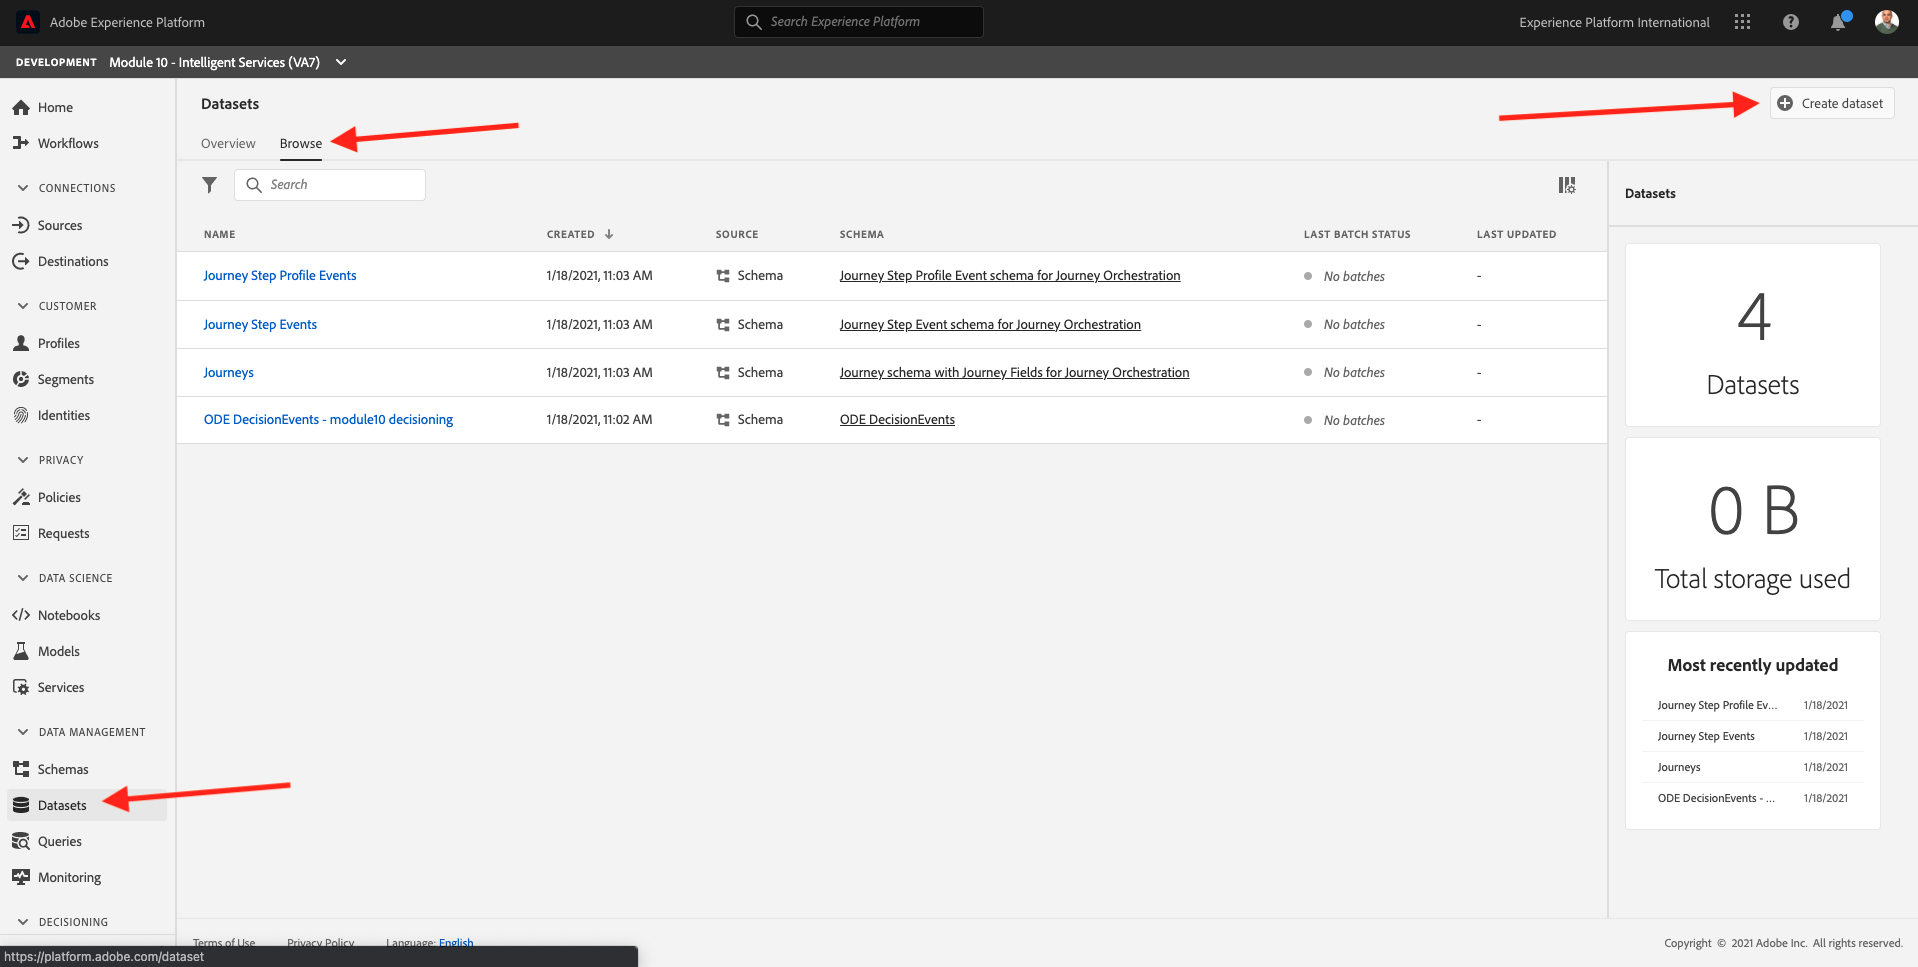 Adobe Experience Platform
Search Experience Platform
Experience Platform International
DEVELOPMENT Module 10 - Intelligent Services (VA7)
Home
Workflows
CONNECTIONS
Sources
Destinations
CUSTOMER
Profiles
Segments
Identities
PRIVACY
Policies
Requests
DATA SCIENCE
Notebooks
Models
Services
DATA MANAGEMENT
Schemas
Datasets
Queries
Monitoring
DECISIONING
Datasets
Create dataset
Overview Browse
Search
NAME CREATED SOURCE SCHEMA LAST BATCH STATUS LAST UPDATED
Journey Step Profile Events 1/18/2021, 11:03 AM Schema Journey Step Profile Event schema for Journey Orchestration No batches -
Journey Step Events 1/18/2021, 11:03 AM Schema Journey Step Event schema for Journey Orchestration No batches -
Journeys 1/18/2021, 11:03 AM Schema Journey schema with Journey Fields for Journey Orchestration No batches -
ODE DecisionEvents - module10 decisioning 1/18/2021, 11:02 AM Schema ODE DecisionEvents No batches -
Datasets
4
Datasets
0 B
Total storage used
Most recently updated
Journey Step Profile Ev... 1/18/2021
Journey Step Events 1/18/2021
Journeys 1/18/2021
ODE DecisionEvents - ... 1/18/2021
Terms of Use Privacy Policy Language: English
Copyright © 2021 Adobe Inc. All rights reserved.
https://platform.adobe.com/dataset